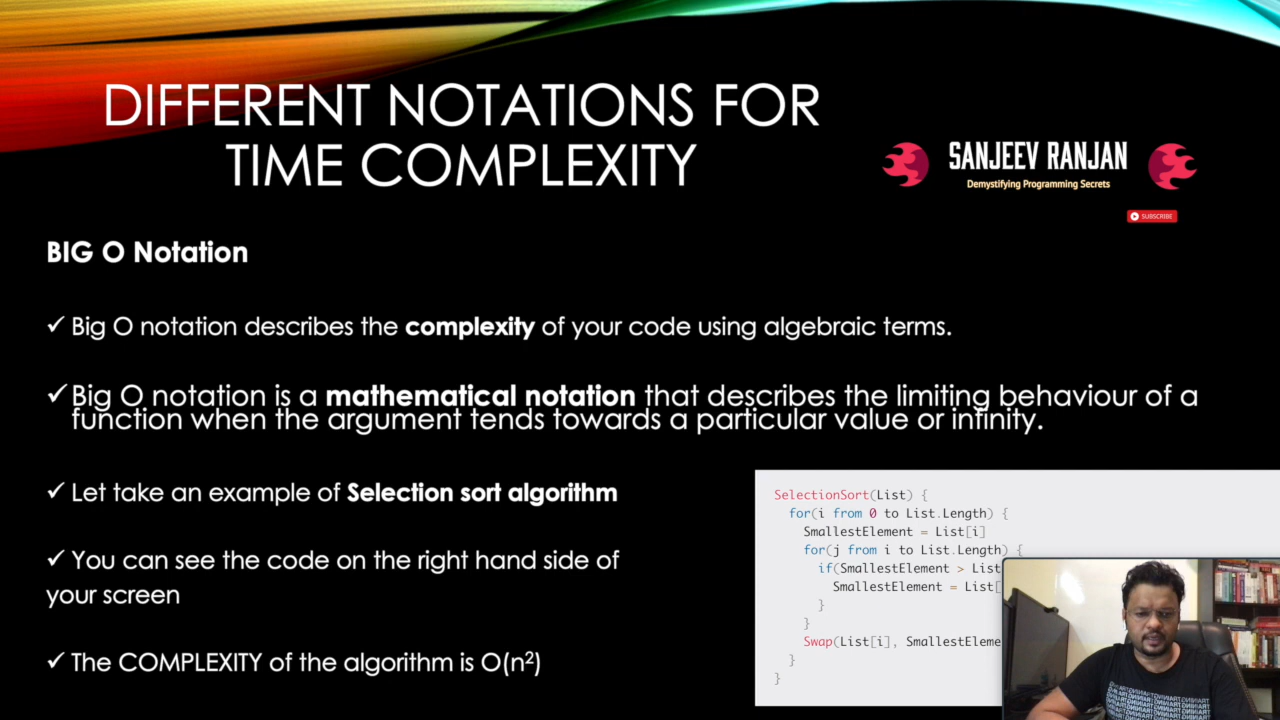 DIFFERENT NOTATIONS FOR
TIME COMPLEXITY
SANJEEV RANJAN
Demystifying Programming Secrets
SUBSCRIBE
BIG O Notation
✓ Big O notation describes the complexity of your code using algebraic terms.
✓ Big O notation is a mathematical notation that describes the limiting behaviour of a
function when the argument tends towards a particular value or infinity.
✓ Let take an example of Selection sort algorithm
✓ You can see the code on the right hand side of
your screen
✓ The COMPLEXITY of the algorithm is O(n²)
SelectionSort(List) {
for(i from 0 to List.Length) {
SmallestElement = List[i]
for(j from i to List.Length) {
if(SmallestElement > List
SmallestElement = List[
}
}
Swap(List[i], SmallestEleme
}
}